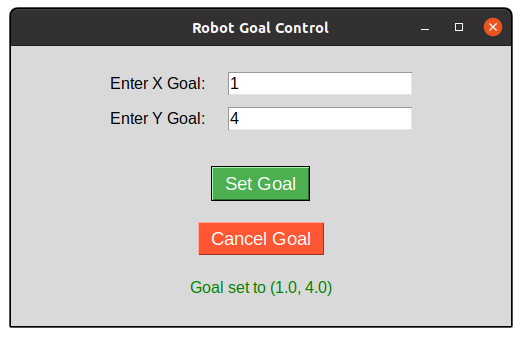 Robot Goal Control
Enter X Goal: 1
Enter Y Goal: 4
Set Goal
Cancel Goal
Goal set to (1.0, 4.0)